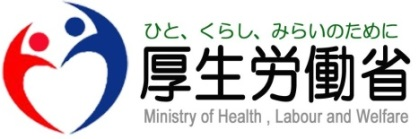 ひと、くらし、みらいのために
厚生労働省
Ministry of Health , Labour and Welfare